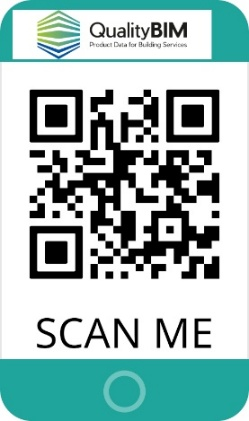 QualityBIM
Product Data for Building Services
SCAN ME